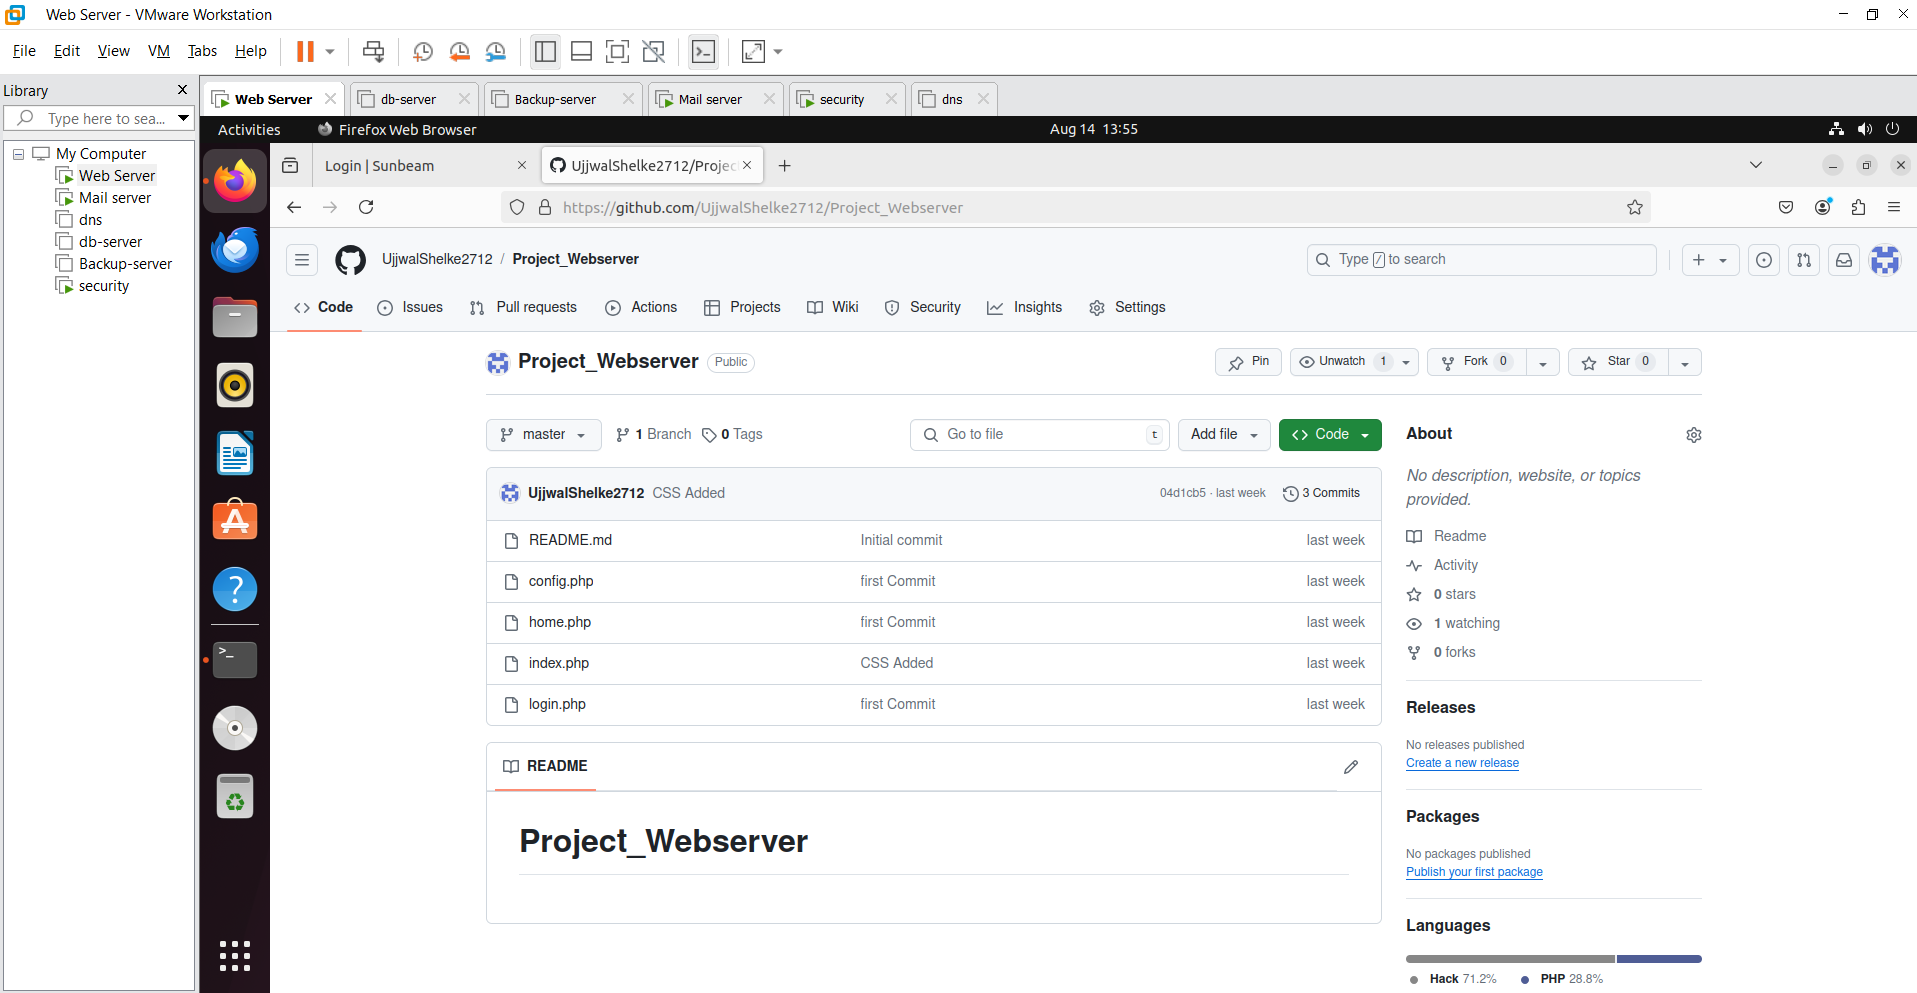 Web Server - VMware Workstation
File Edit View VM Tabs Help
Library
Type here to sea...
My Computer
Web Server
Mail server
dns
db-server
Backup-server
security
Web Server db-server Backup-server Mail server security dns
Activities Firefox Web Browser Aug 14 13:55
Login | Sunbeam UjjwalShelke2712/Projec
https://github.com/UjjwalShelke2712/Project_Webserver
UjjwalShelke2712 / Project_Webserver Type / to search
Code Issues Pull requests Actions Projects Wiki Security Insights Settings
Project_Webserver Public Pin Unwatch 1 Fork 0 Star 0
master 1 Branch 0 Tags Go to file t Add file Code
UjjwalShelke2712 CSS Added 04d1cb5 · last week 3 Commits
README.md Initial commit last week
config.php first Commit last week
home.php first Commit last week
index.php CSS Added last week
login.php first Commit last week
README
Project_Webserver
About
No description, website, or topics
provided.
Readme
Activity
0 stars
1 watching
0 forks
Releases
No releases published
Create a new release
Packages
No packages published
Publish your first package
Languages
Hack 71.2% PHP 28.8%